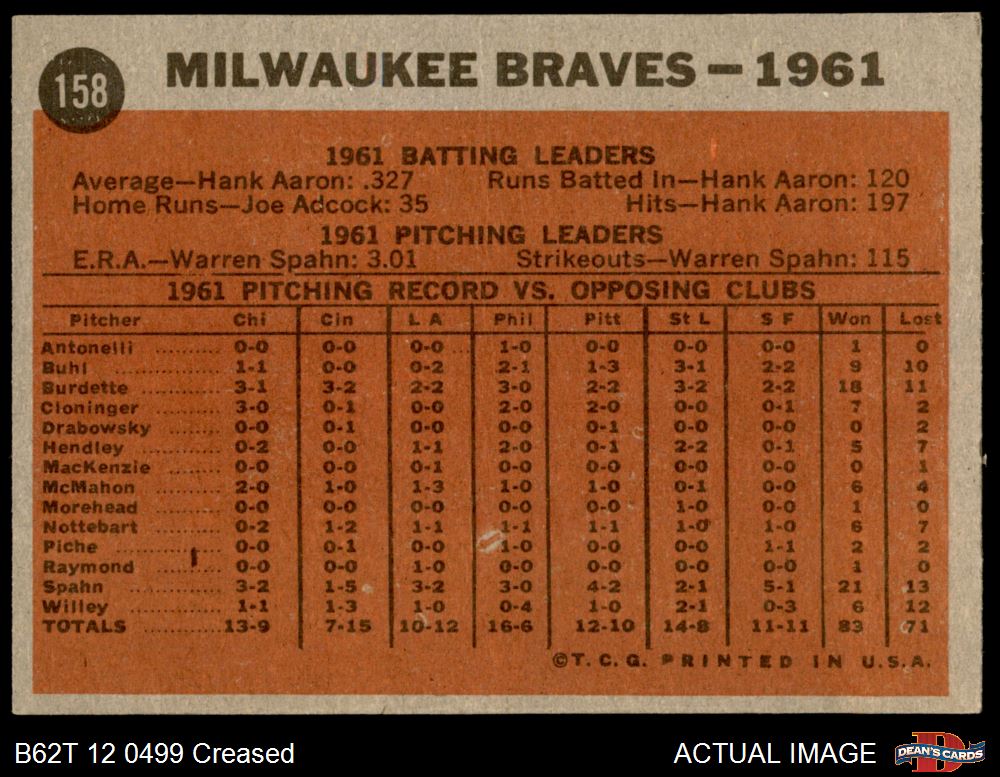 158
MILWAUKEE BRAVES — 1961
1961 BATTING LEADERS
Average—Hank Aaron: .327 Runs Batted In—Hank Aaron: 120
Home Runs—Joe Adcock: 35 Hits—Hank Aaron: 197
1961 PITCHING LEADERS
E.R.A.—Warren Spahn: 3.01 Strikeouts—Warren Spahn: 115
1961 PITCHING RECORD VS. OPPOSING CLUBS
Pitcher Chi Cin L A Phil Pitt St L S F Won Lost
Antonelli .......... 0-0 0-0 0-0 1-0 0-0 0-0 0-0 1 0
Buhl .......... 1-1 0-0 0-2 2-1 1-3 3-1 2-2 9 10
Burdette .......... 3-1 3-2 2-2 3-0 2-2 3-2 2-2 18 11
Cloninger ........ 3-0 0-1 0-0 2-0 2-0 0-0 0-1 7 2
Drabowsky ........ 0-0 0-1 0-0 0-0 0-1 0-0 0-0 0 2
Hendley .......... 0-2 0-0 1-1 2-0 0-1 2-2 0-1 5 7
MacKenzie ........ 0-0 0-0 0-1 0-0 0-0 0-0 0-0 0 1
McMahon ........ 2-0 1-0 1-3 1-0 1-0 0-1 0-0 6 4
Morehead ........ 0-0 0-0 0-0 0-0 0-0 1-0 0-0 1 0
Nottebart ........ 0-2 1-2 1-1 1-1 1-1 1-0 1-0 6 7
Piche .......... 0-0 0-1 0-0 1-0 0-0 0-0 1-1 2 2
Raymond ........ 0-0 0-0 1-0 0-0 0-0 0-0 0-0 1 0
Spahn .......... 3-2 1-5 3-2 3-0 4-2 2-1 5-1 21 13
Willey .......... 1-1 1-3 1-0 0-4 1-0 2-1 0-3 6 12
TOTALS .......... 13-9 7-15 10-12 16-6 12-10 14-8 11-11 83 71
©T. C. G. PRINTED IN U.S.A.
B62T 12 0499 Creased ACTUAL IMAGE
DEAN'S CARDS